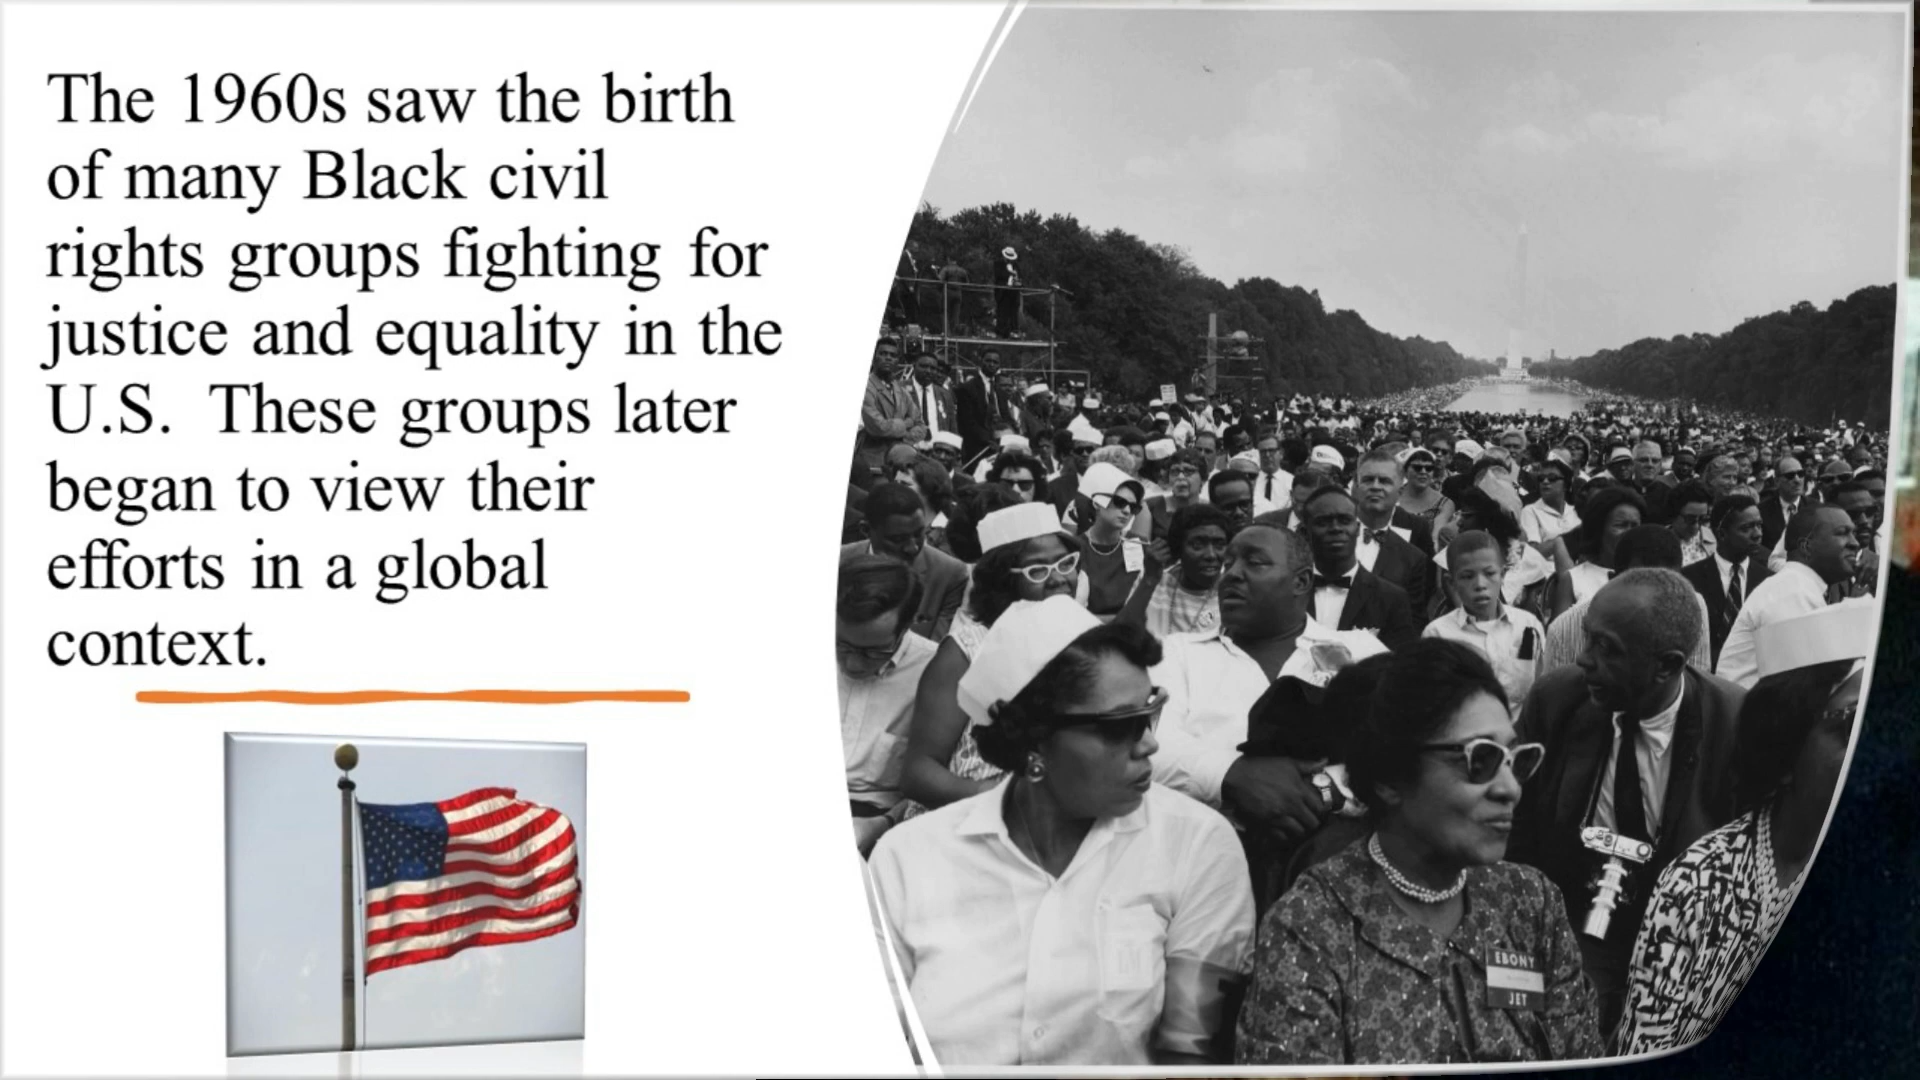 The 1960s saw the birth
of many Black civil
rights groups fighting for
justice and equality in the
U.S.  These groups later
began to view their
efforts in a global
context.
EBONY
JET